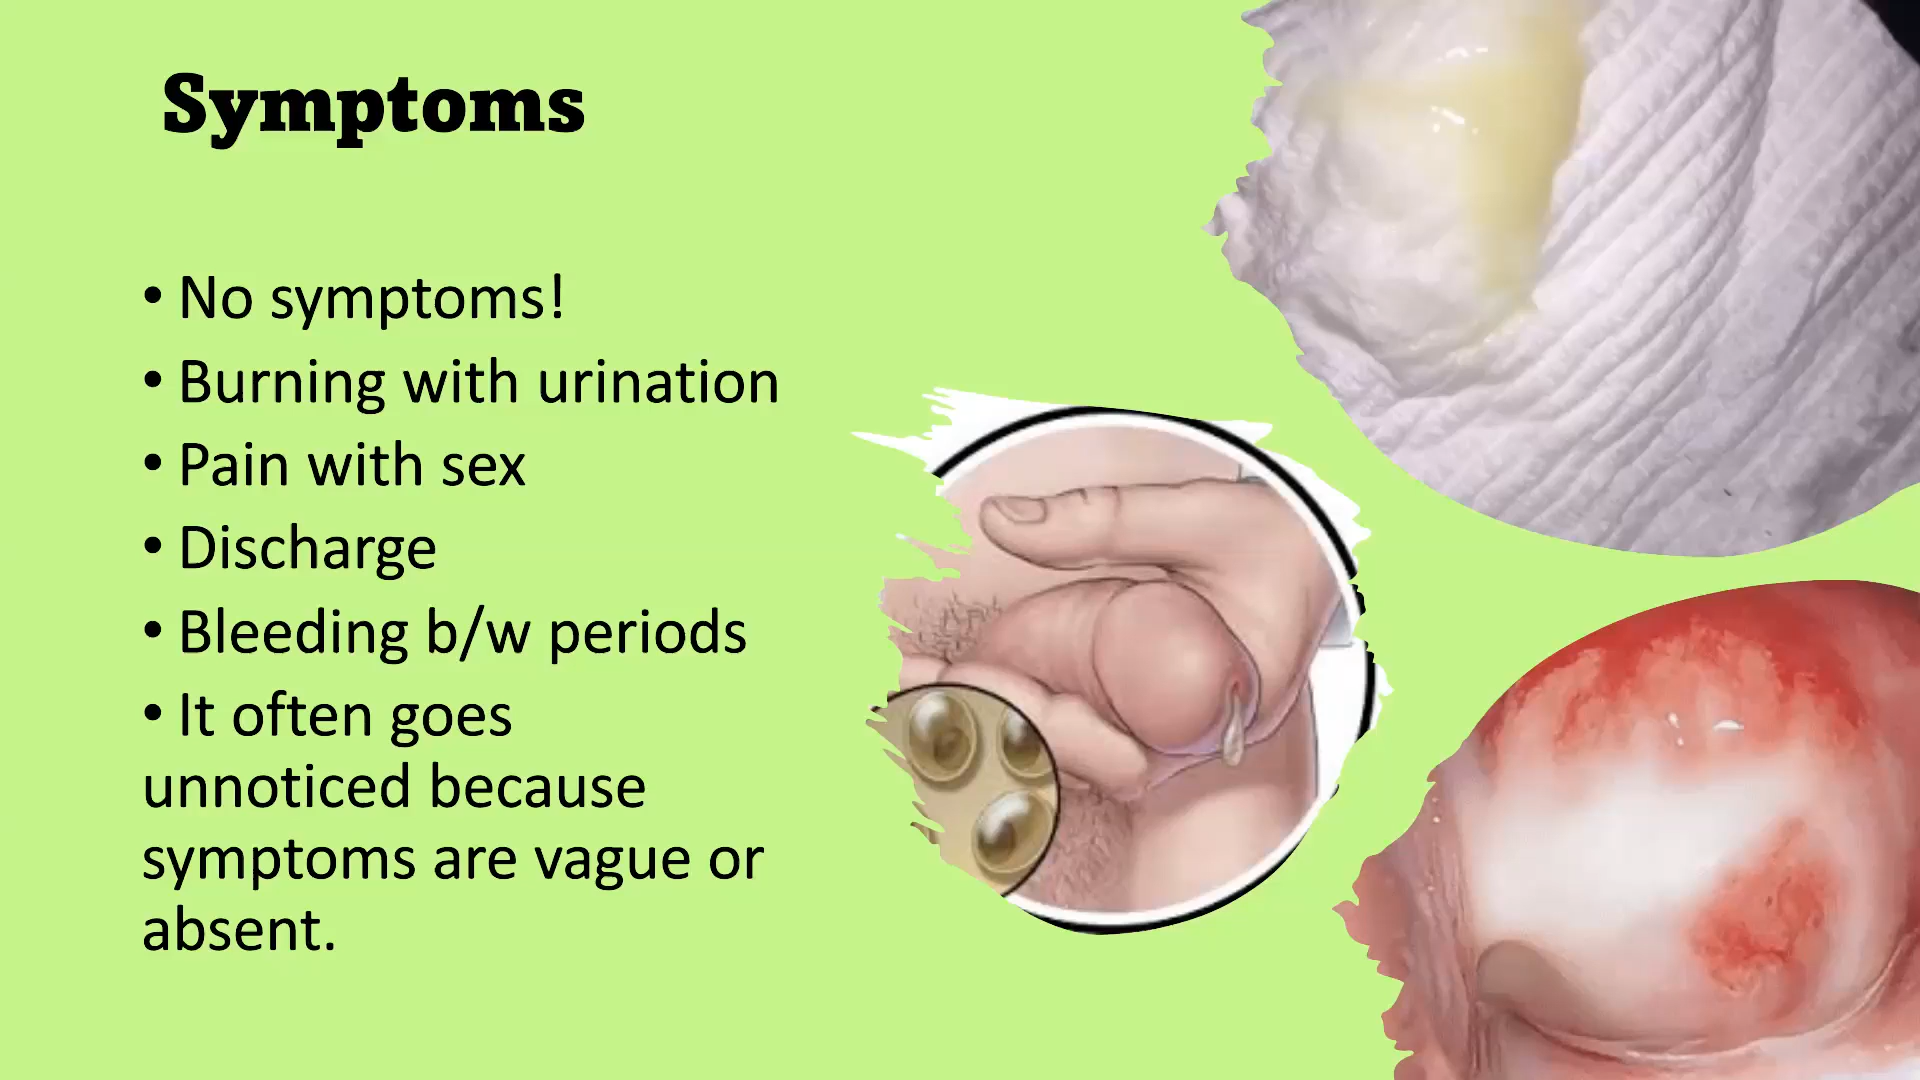 Symptoms
• No symptoms!
• Burning with urination
• Pain with sex
• Discharge
• Bleeding b/w periods
• It often goes
unnoticed because
symptoms are vague or
absent.